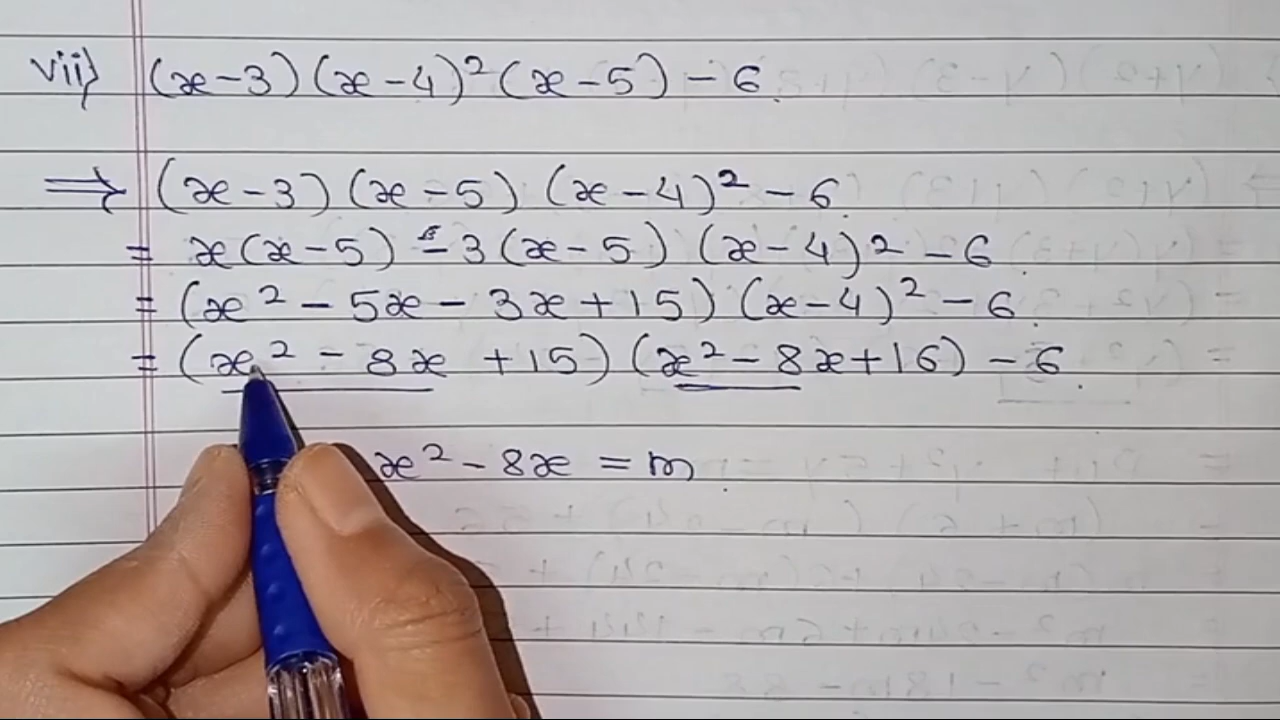 vii) (x-3)(x-4)²(x-5)-6
⇒ (x-3)(x-5)(x-4)²-6
= x(x-5)-3(x-5)(x-4)²-6
= (x²-5x-3x+15)(x-4)²-6
= (x²-8x+15)(x²-8x+16)-6
x²-8x=m